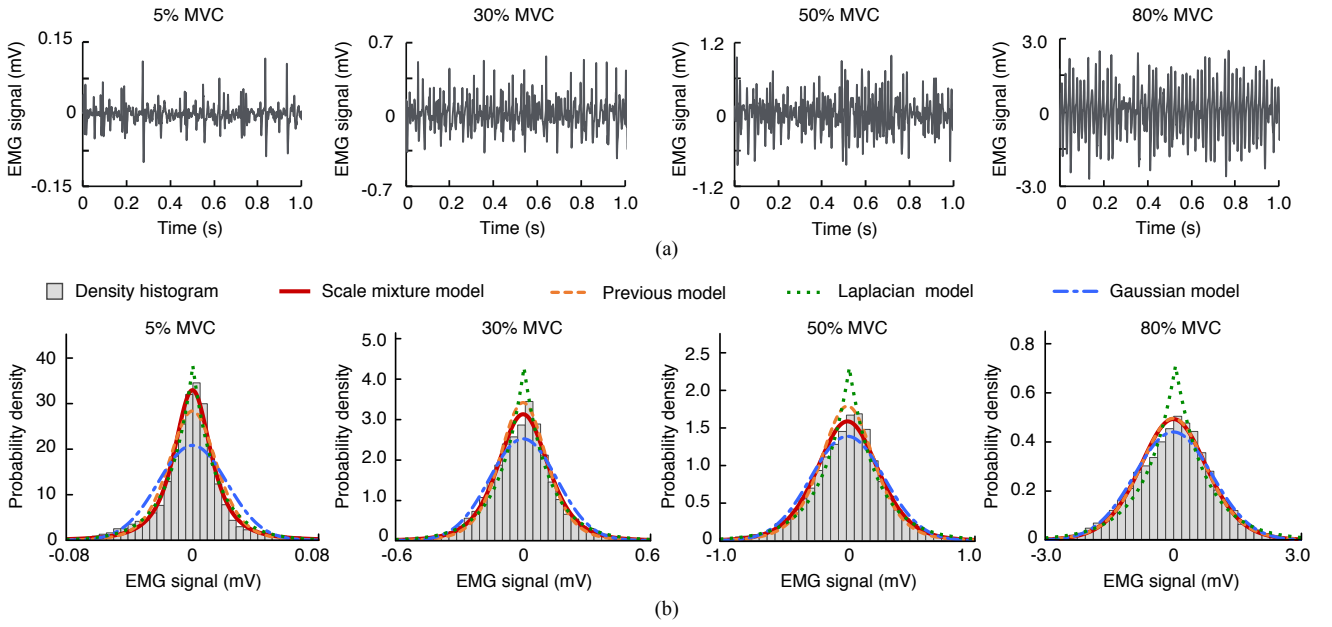 5% MVC
30% MVC
50% MVC
80% MVC
EMG signal (mV)
0.15
0
-0.15
0 0.2 0.4 0.6 0.8 1.0
Time (s)
EMG signal (mV)
0.7
0
-0.7
0 0.2 0.4 0.6 0.8 1.0
Time (s)
EMG signal (mV)
1.2
0
-1.2
0 0.2 0.4 0.6 0.8 1.0
Time (s)
EMG signal (mV)
3.0
0
-3.0
0 0.2 0.4 0.6 0.8 1.0
Time (s)
(a)
Density histogram
Scale mixture model
Previous model
Laplacian model
Gaussian model
5% MVC
30% MVC
50% MVC
80% MVC
Probability density
40
30
20
10
0
-0.08 0 0.08
EMG signal (mV)
Probability density
5.0
4.0
3.0
2.0
1.0
0
-0.6 0 0.6
EMG signal (mV)
Probability density
2.5
2.0
1.5
1.0
0.5
0
-1.0 0 1.0
EMG signal (mV)
Probability density
0.8
0.6
0.4
0.2
0
-3.0 0 3.0
EMG signal (mV)
(b)